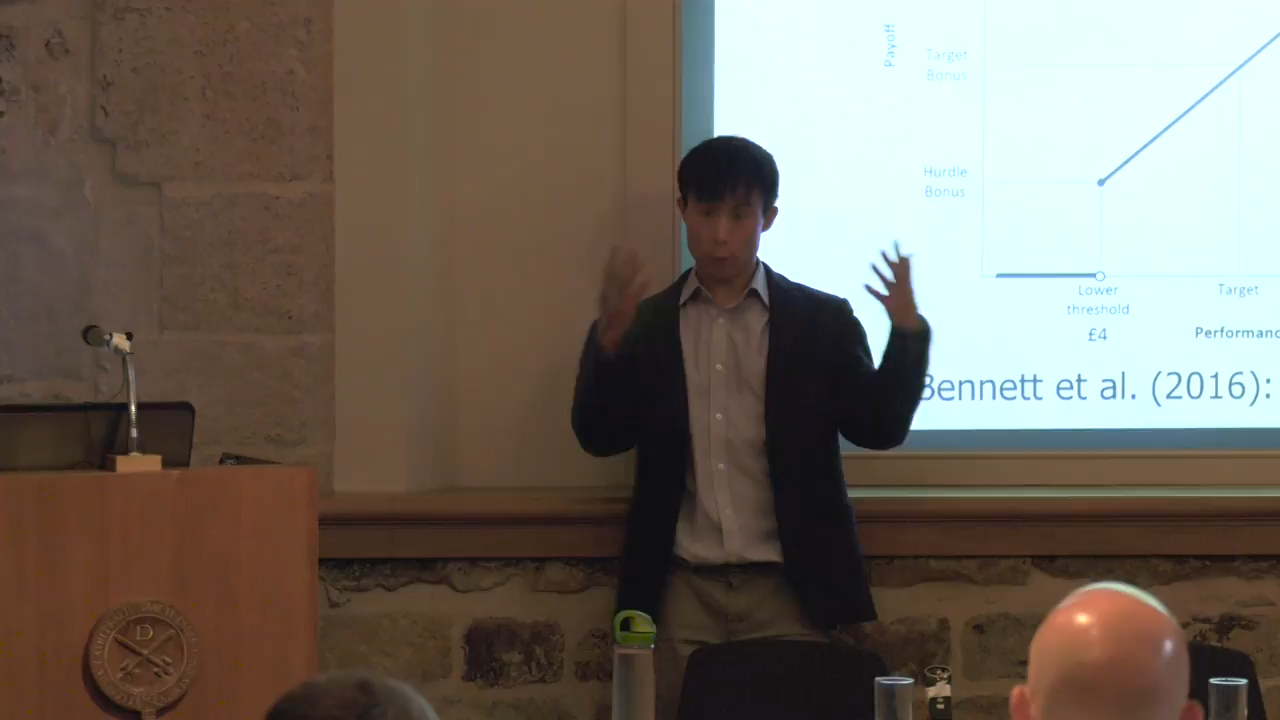 Payoff
Target
Bonus
Hurdle
Bonus
Lower
threshold
£4
Target
Performanc
Bennett et al. (2016):
D